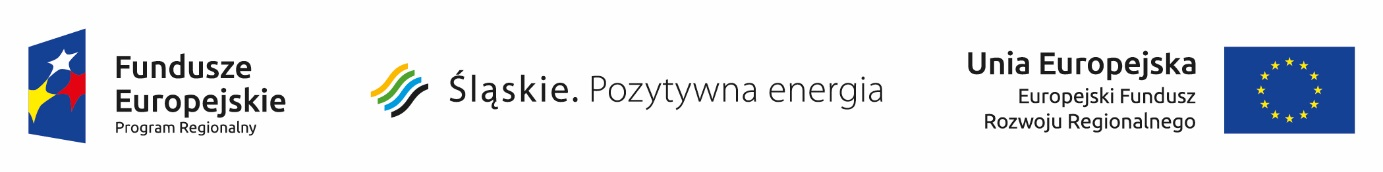 Fundusze
Europejskie
Program Regionalny
Śląskie. Pozytywna energia
Unia Europejska
Europejski Fundusz
Rozwoju Regionalnego